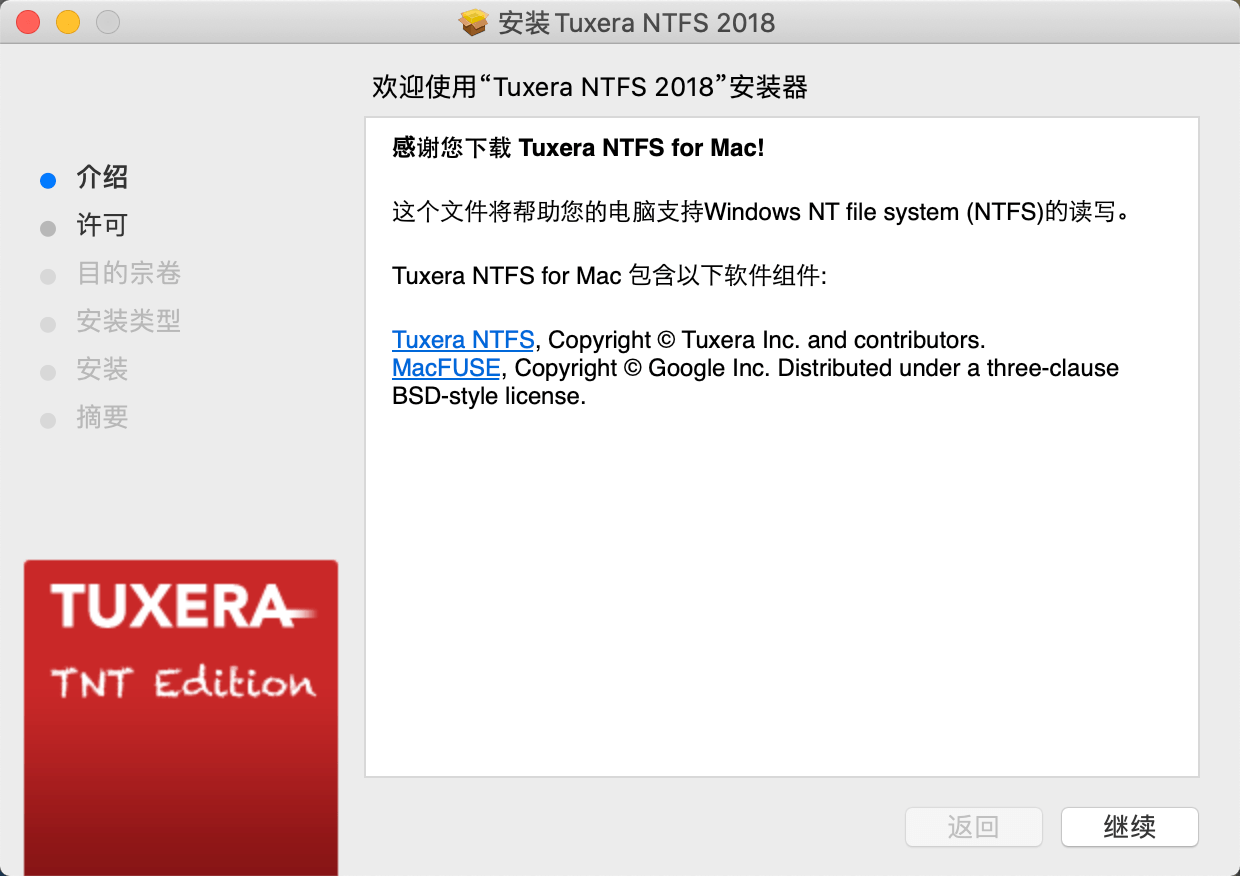 安装 Tuxera NTFS 2018
欢迎使用“Tuxera NTFS 2018”安装器
介绍
许可
目的宗卷
安装类型
安装
摘要
感谢您下载 Tuxera NTFS for Mac!
这个文件将帮助您的电脑支持Windows NT file system (NTFS)的读写。
Tuxera NTFS for Mac 包含以下软件组件:
Tuxera NTFS, Copyright © Tuxera Inc. and contributors.
MacFUSE, Copyright © Google Inc. Distributed under a three-clause
BSD-style license.
TUXERA
TNT Edition
返回
继续